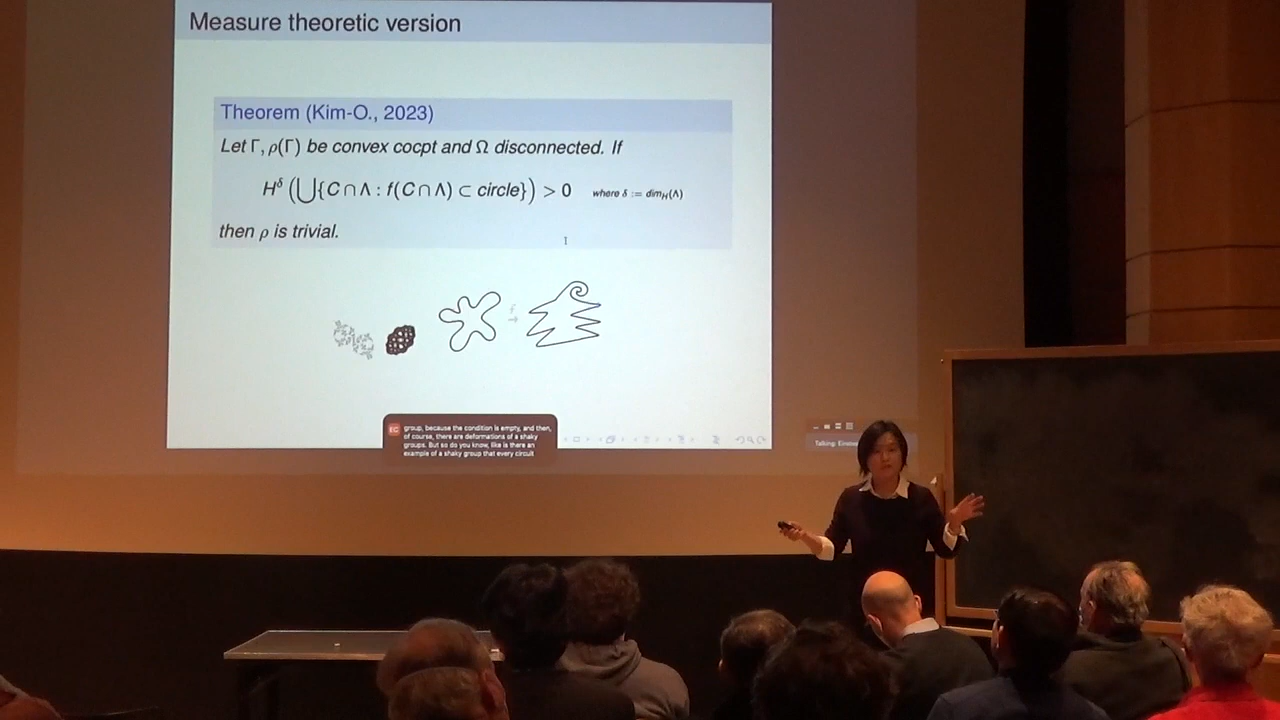 Measure theoretic version
Theorem (Kim-O., 2023)
Let Γ, ρ(Γ) be convex cocpt and Ω disconnected. If
H^δ (⋃{C ∩ Λ : f(C ∩ Λ) ⊂ circle}) > 0 where δ := dim_H(Λ)
then ρ is trivial.
f
→
EC
group, because the condition is empty, and then,
of course, there are deformations of a shaky
groups. But so do you know, like is there an
example of a shaky group that every circuit
Talking: